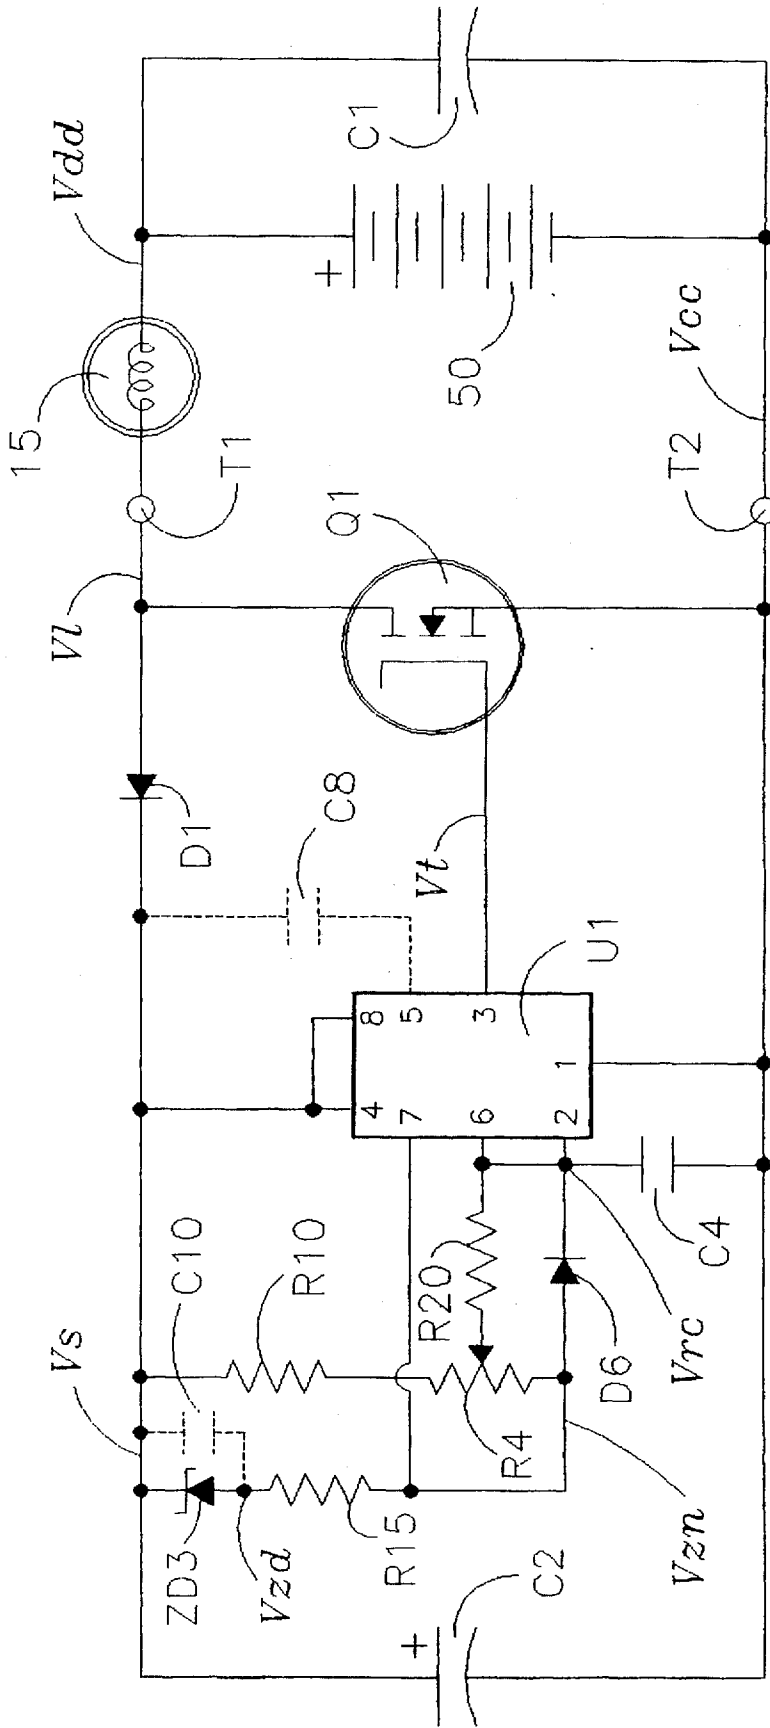 Vs
Vl
15
Vdd
ZD3
C10
D1
T1
Vzd
R10
C8
C1
R15
R20
4
8
7
5
6
3
2
1
Vt
Q1
50
+
+
R4
U1
C2
D6
C4
Vzn
Vrc
T2
Vcc